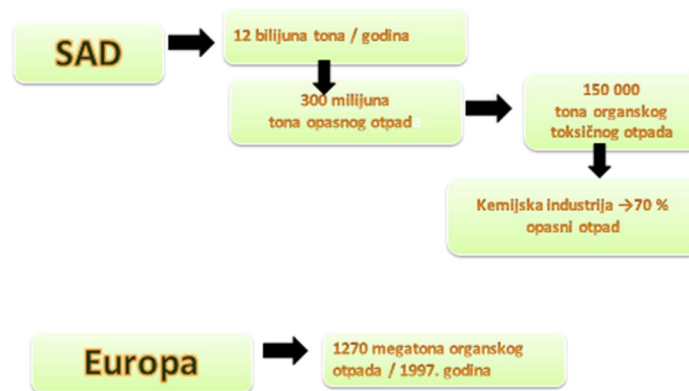 SAD
12 bilijuna tona / godina
300 milijuna
tona opasnog otpada
150 000
tona organskog
toksičnog otpada
Kemijska industrija →70 %
opasni otpad
Europa
1270 megatona organskog
otpada / 1997. godina